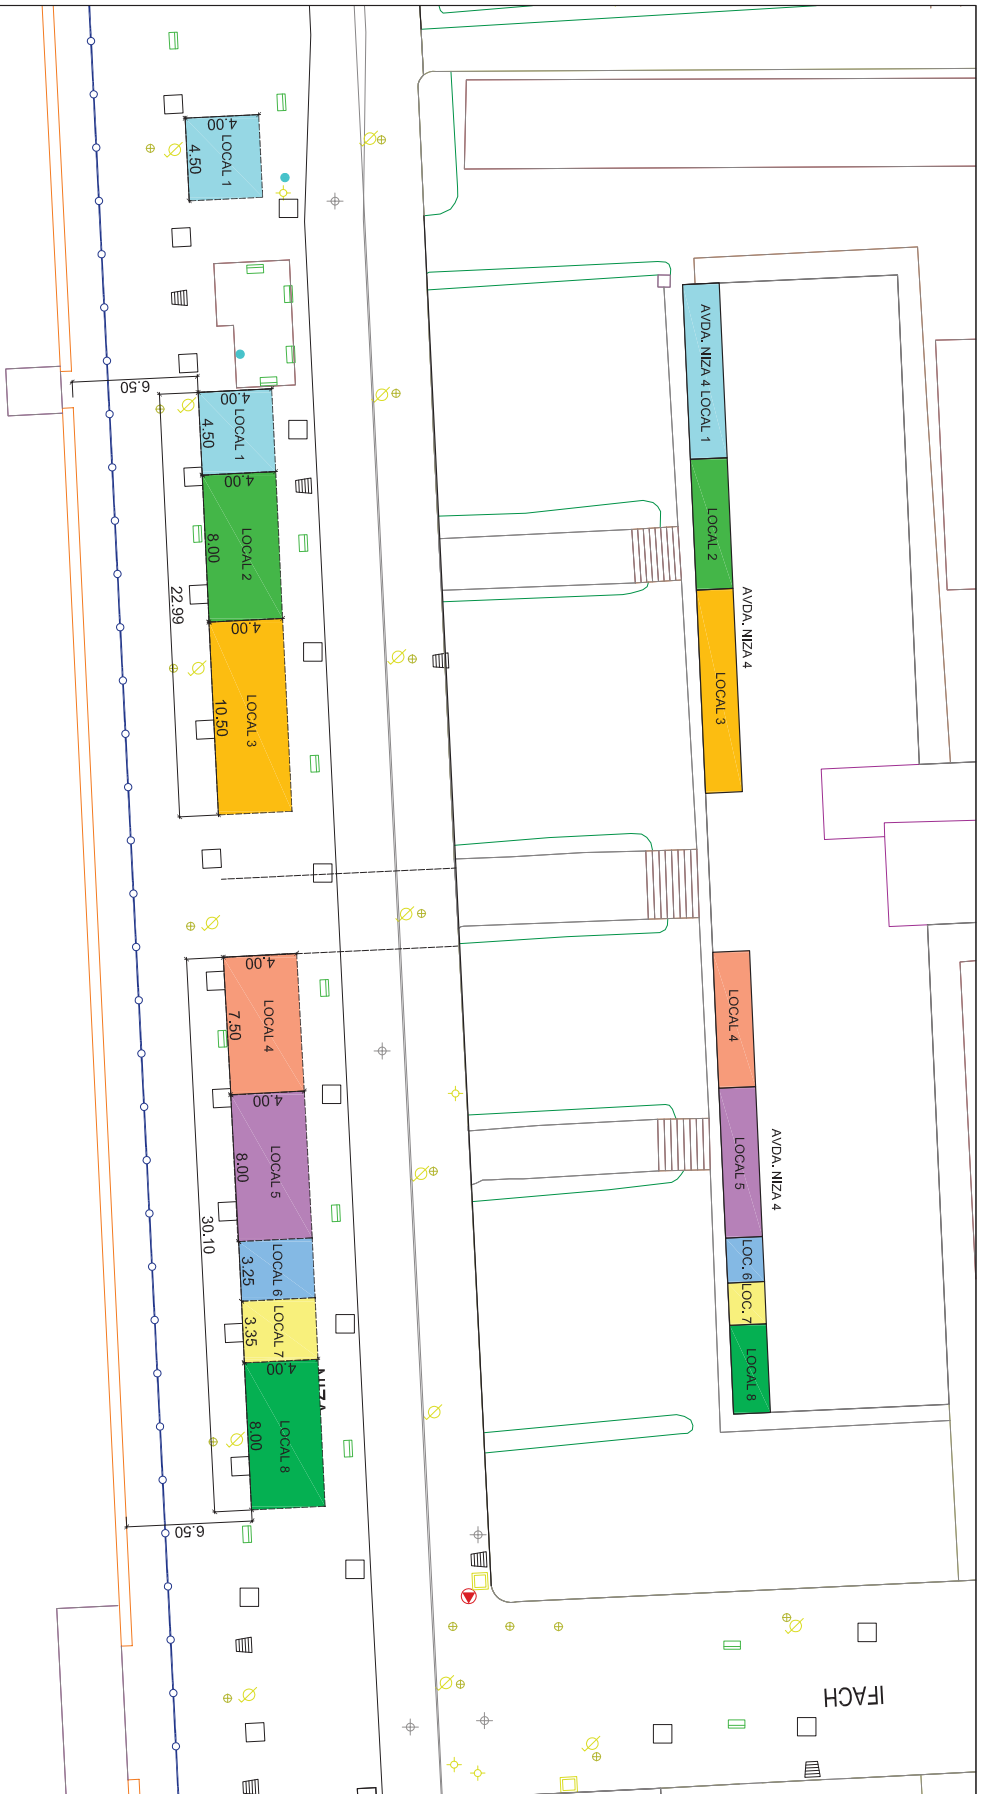 4.00
LOCAL 1
4.50
6.50
4.00
LOCAL 1
4.50
4.00
LOCAL 2
8.00
22.99
4.00
LOCAL 3
10.50
4.00
LOCAL 4
7.50
4.00
LOCAL 5
8.00
30.10
LOCAL 6
3.25
LOCAL 7
3.35
4.00
NIZA
LOCAL 8
8.00
6.50
AVDA. NIZA 4 LOCAL 1
LOCAL 2
AVDA. NIZA 4
LOCAL 3
LOCAL 4
LOCAL 5
AVDA. NIZA 4
LOC. 6
LOC. 7
LOCAL 8
IFACH